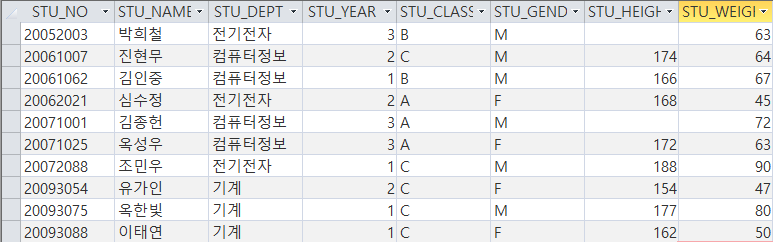 STU_NO STU_NAME STU_DEPT STU_YEAR STU_CLASS STU_GEND STU_HEIGH STU_WEIGH
20052003 박희철 전기전자 3 B M 63
20061007 진현무 컴퓨터정보 2 C M 174 64
20061062 김인중 컴퓨터정보 1 B M 166 67
20062021 심수정 전기전자 2 A F 168 45
20071001 김종헌 컴퓨터정보 3 A M 72
20071025 옥성우 컴퓨터정보 3 A F 172 63
20072088 조민우 전기전자 1 C M 188 90
20093054 유가인 기계 2 C F 154 47
20093075 옥한빛 기계 1 C M 177 80
20093088 이태연 기계 1 C F 162 50